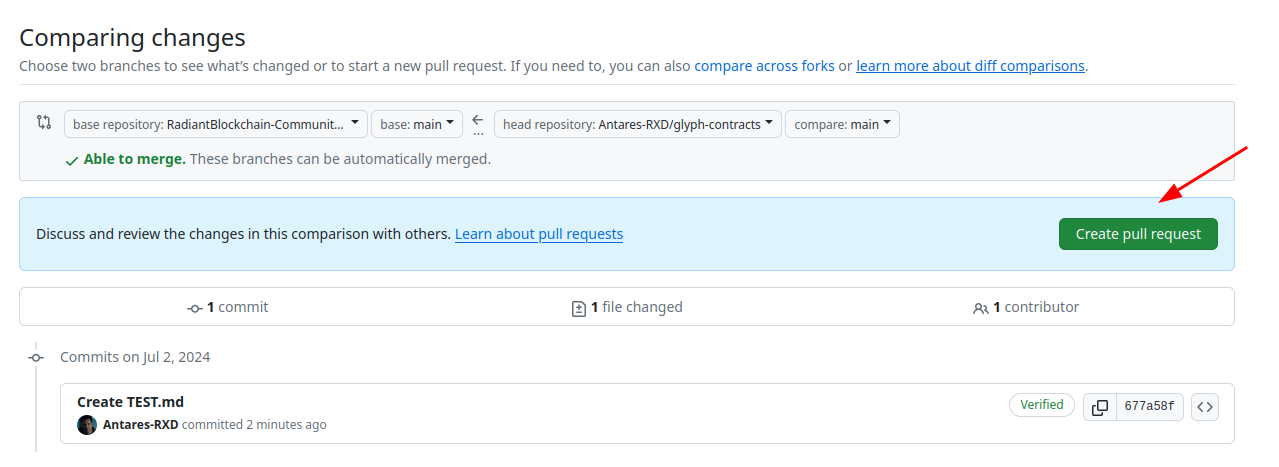 Comparing changes
Choose two branches to see what's changed or to start a new pull request. If you need to, you can also compare across forks or learn more about diff comparisons.
base repository: RadiantBlockchain-Communit... base: main ... head repository: Antares-RXD/glyph-contracts compare: main
Able to merge. These branches can be automatically merged.
Discuss and review the changes in this comparison with others. Learn about pull requests Create pull request
1 commit 1 file changed 1 contributor
Commits on Jul 2, 2024
Create TEST.md
Verified 677a58f
Antares-RXD committed 2 minutes ago